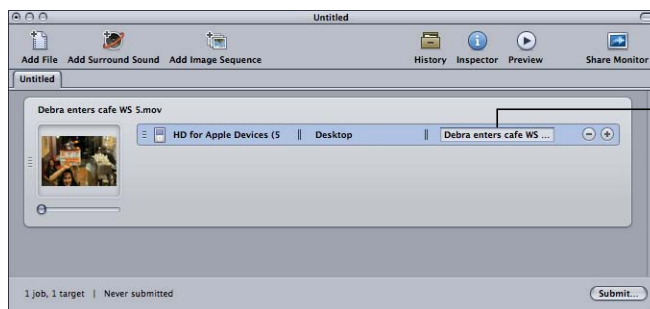 Untitled
Add File Add Surround Sound Add Image Sequence History Inspector Preview Share Monitor
Untitled
Debra enters cafe WS 5.mov
HD for Apple Devices (5 Desktop Debra enters cafe WS ...
1 job, 1 target | Never submitted Submit...